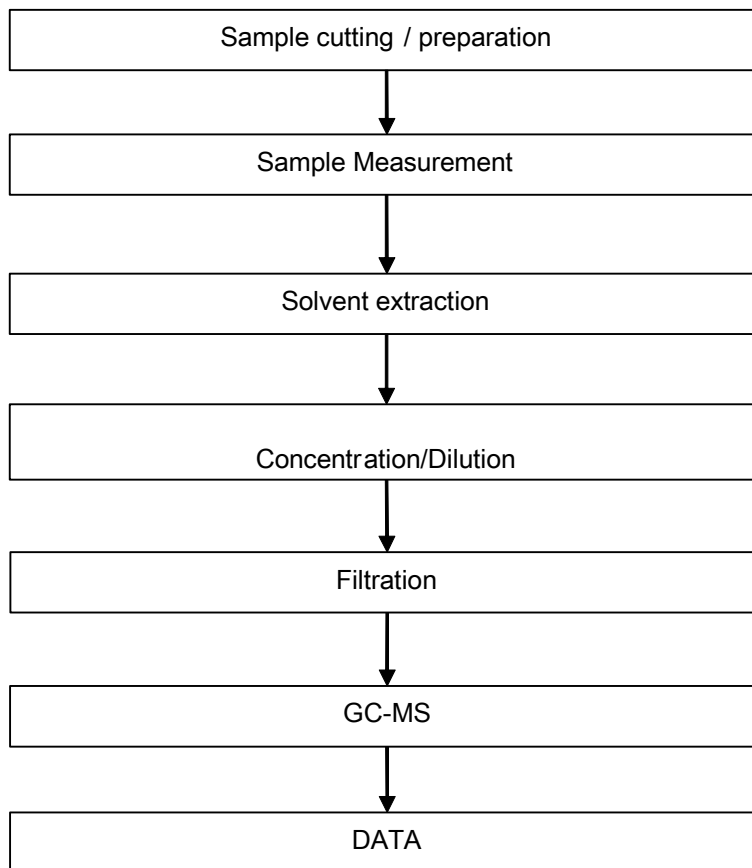 Sample cutting / preparation
Sample Measurement
Solvent extraction
Concentration/Dilution
Filtration
GC-MS
DATA